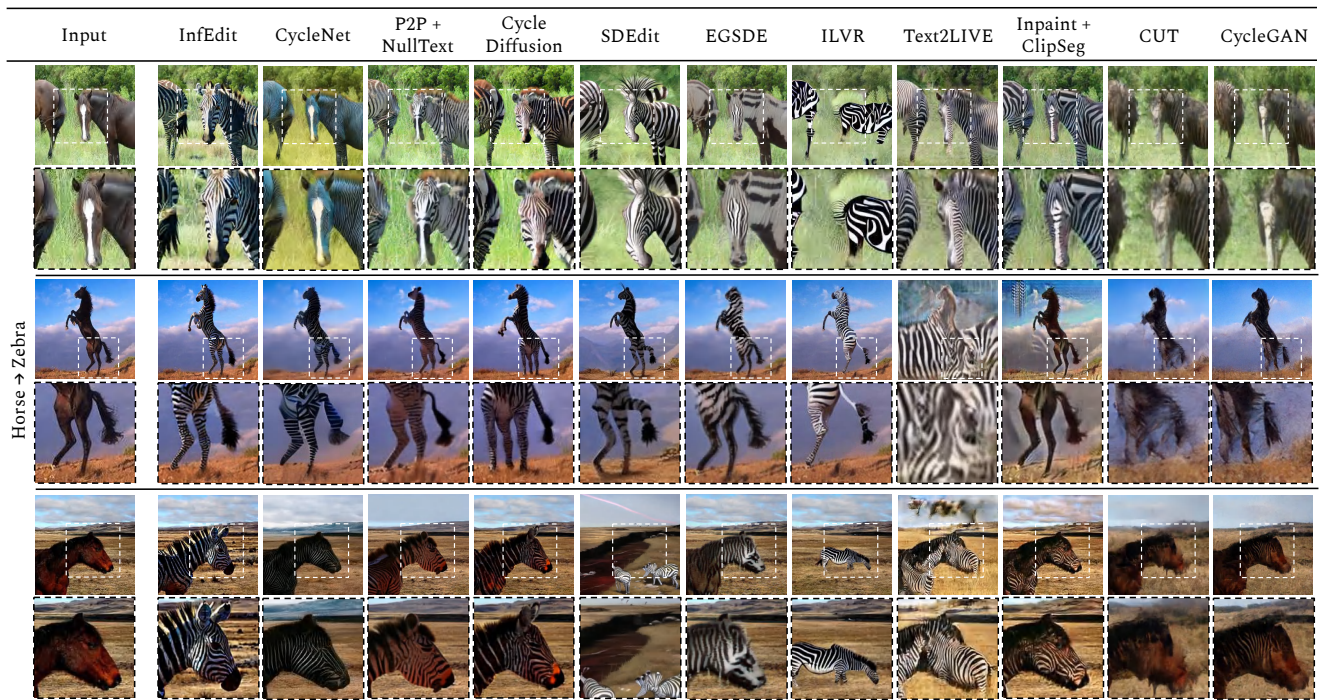 Input
InfEdit
CycleNet
P2P +
NullText
Cycle
Diffusion
SDEdit
EGSDE
ILVR
Text2LIVE
Inpaint +
ClipSeg
CUT
CycleGAN
Horse → Zebra